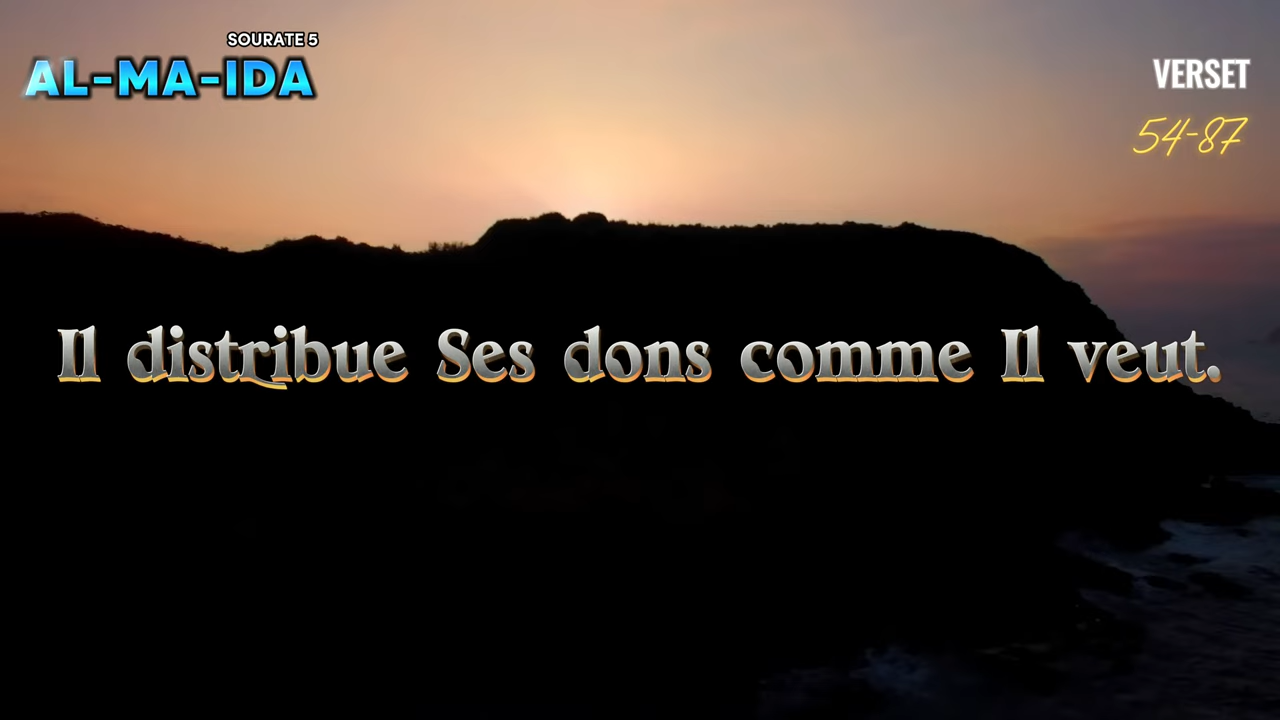 SOURATE 5
AL-MA-IDA
VERSET
54-87
Il distribue Ses dons comme Il veut.